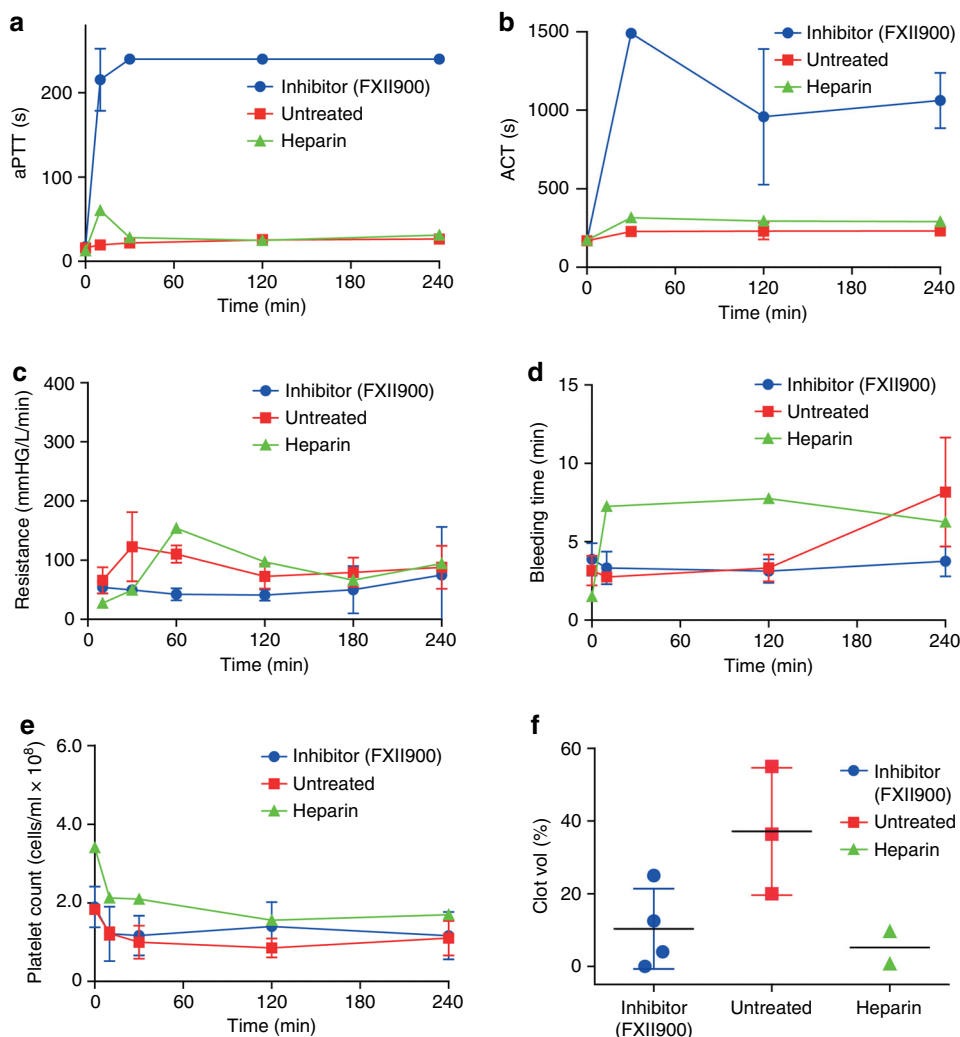 a
aPTT (s)
200
100
0
0 60 120 180 240
Time (min)
Inhibitor (FXII900)
Untreated
Heparin
b
ACT (s)
1500
1000
500
0
0 60 120 180 240
Time (min)
Inhibitor (FXII900)
Untreated
Heparin
c
Resistance (mmHG/L/min)
400
300
200
100
0
0 60 120 180 240
Time (min)
Inhibitor (FXII900)
Untreated
Heparin
d
Bleeding time (min)
15
10
5
0
0 60 120 180 240
Time (min)
Inhibitor (FXII900)
Untreated
Heparin
e
Platelet count (cells/ml × 10⁸)
6.0
4.0
2.0
0
0 60 120 180 240
Time (min)
Inhibitor (FXII900)
Untreated
Heparin
f
Clot vol (%)
60
40
20
0
Inhibitor
(FXII900)
Untreated
Heparin
Inhibitor
(FXII900)
Untreated
Heparin